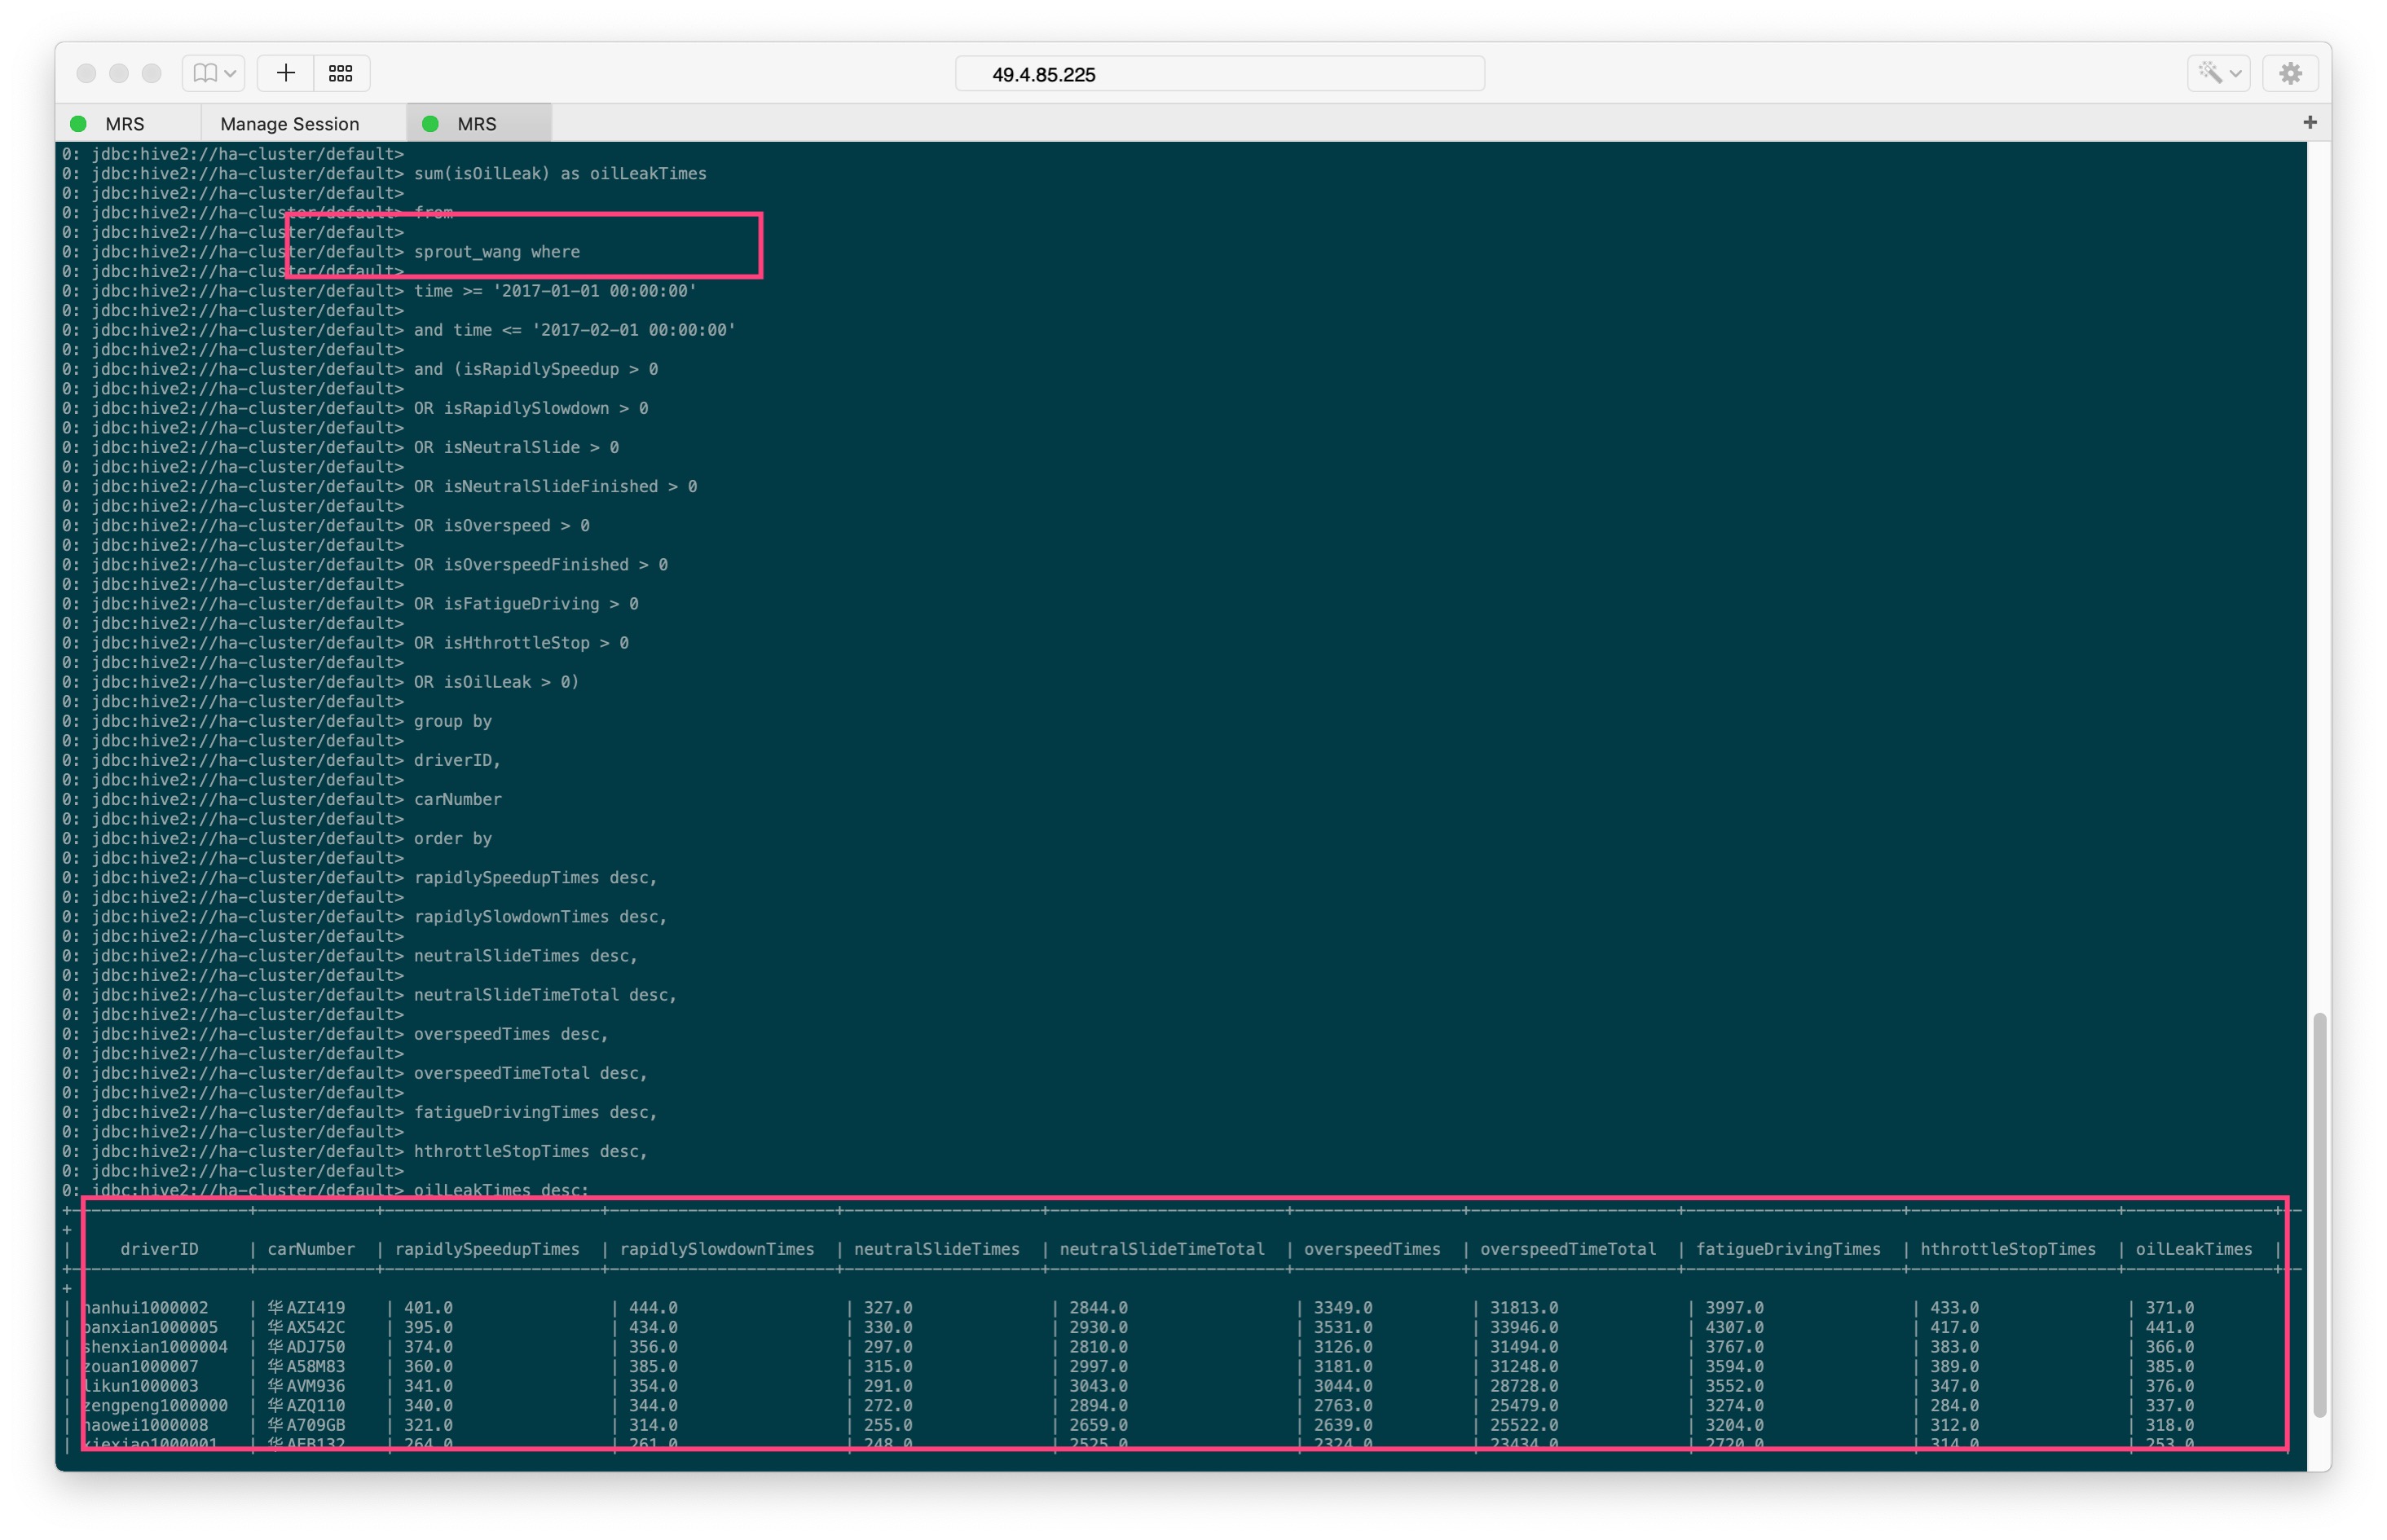 49.4.85.225
MRS Manage Session MRS
0: jdbc:hive2://ha-cluster/default>
0: jdbc:hive2://ha-cluster/default> sum(isOilLeak) as oilLeakTimes
0: jdbc:hive2://ha-cluster/default>
0: jdbc:hive2://ha-cluster/default> from
0: jdbc:hive2://ha-cluster/default>
0: jdbc:hive2://ha-cluster/default> sprout_wang where
0: jdbc:hive2://ha-cluster/default>
0: jdbc:hive2://ha-cluster/default> time >= '2017-01-01 00:00:00'
0: jdbc:hive2://ha-cluster/default>
0: jdbc:hive2://ha-cluster/default> and time <= '2017-02-01 00:00:00'
0: jdbc:hive2://ha-cluster/default>
0: jdbc:hive2://ha-cluster/default> and (isRapidlySpeedup > 0
0: jdbc:hive2://ha-cluster/default>
0: jdbc:hive2://ha-cluster/default> OR isRapidlySlowdown > 0
0: jdbc:hive2://ha-cluster/default>
0: jdbc:hive2://ha-cluster/default> OR isNeutralSlide > 0
0: jdbc:hive2://ha-cluster/default>
0: jdbc:hive2://ha-cluster/default> OR isNeutralSlideFinished > 0
0: jdbc:hive2://ha-cluster/default>
0: jdbc:hive2://ha-cluster/default> OR isOverspeed > 0
0: jdbc:hive2://ha-cluster/default>
0: jdbc:hive2://ha-cluster/default> OR isOverspeedFinished > 0
0: jdbc:hive2://ha-cluster/default>
0: jdbc:hive2://ha-cluster/default> OR isFatigueDriving > 0
0: jdbc:hive2://ha-cluster/default>
0: jdbc:hive2://ha-cluster/default> OR isHthrottleStop > 0
0: jdbc:hive2://ha-cluster/default>
0: jdbc:hive2://ha-cluster/default> OR isOilLeak > 0)
0: jdbc:hive2://ha-cluster/default>
0: jdbc:hive2://ha-cluster/default> group by
0: jdbc:hive2://ha-cluster/default>
0: jdbc:hive2://ha-cluster/default> driverID,
0: jdbc:hive2://ha-cluster/default>
0: jdbc:hive2://ha-cluster/default> carNumber
0: jdbc:hive2://ha-cluster/default>
0: jdbc:hive2://ha-cluster/default> order by
0: jdbc:hive2://ha-cluster/default>
0: jdbc:hive2://ha-cluster/default> rapidlySpeedupTimes desc,
0: jdbc:hive2://ha-cluster/default>
0: jdbc:hive2://ha-cluster/default> rapidlySlowdownTimes desc,
0: jdbc:hive2://ha-cluster/default>
0: jdbc:hive2://ha-cluster/default> neutralSlideTimes desc,
0: jdbc:hive2://ha-cluster/default>
0: jdbc:hive2://ha-cluster/default> neutralSlideTimeTotal desc,
0: jdbc:hive2://ha-cluster/default>
0: jdbc:hive2://ha-cluster/default> overspeedTimes desc,
0: jdbc:hive2://ha-cluster/default>
0: jdbc:hive2://ha-cluster/default> overspeedTimeTotal desc,
0: jdbc:hive2://ha-cluster/default>
0: jdbc:hive2://ha-cluster/default> fatigueDrivingTimes desc,
0: jdbc:hive2://ha-cluster/default>
0: jdbc:hive2://ha-cluster/default> hthrottleStopTimes desc,
0: jdbc:hive2://ha-cluster/default>
0: jdbc:hive2://ha-cluster/default> oilLeakTimes desc;
| driverID | carNumber | rapidlySpeedupTimes | rapidlySlowdownTimes | neutralSlideTimes | neutralSlideTimeTotal | overspeedTimes | overspeedTimeTotal | fatigueDrivingTimes | hthrottleStopTimes | oilLeakTimes |
| hanhui1000002 | 华AZI419 | 401.0 | 444.0 | 327.0 | 2844.0 | 3349.0 | 31813.0 | 3997.0 | 433.0 | 371.0
| panxian1000005 | 华AX542C | 395.0 | 434.0 | 330.0 | 2930.0 | 3531.0 | 33946.0 | 4307.0 | 417.0 | 441.0
| shenxian1000004 | 华ADJ750 | 374.0 | 356.0 | 297.0 | 2810.0 | 3126.0 | 31494.0 | 3767.0 | 383.0 | 366.0
| zouan1000007 | 华A58M83 | 360.0 | 385.0 | 315.0 | 2997.0 | 3181.0 | 31248.0 | 3594.0 | 389.0 | 385.0
| likun1000003 | 华AVM936 | 341.0 | 354.0 | 291.0 | 3043.0 | 3044.0 | 28728.0 | 3552.0 | 347.0 | 376.0
| zengpeng1000000 | 华AZQ110 | 340.0 | 344.0 | 272.0 | 2894.0 | 2763.0 | 25479.0 | 3274.0 | 284.0 | 337.0
| haowei1000008 | 华A709GB | 321.0 | 314.0 | 255.0 | 2659.0 | 2639.0 | 25522.0 | 3204.0 | 312.0 | 318.0
| xiexiao1000001 | 华AFB132 | 264.0 | 261.0 | 248.0 | 2525.0 | 2324.0 | 23434.0 | 2720.0 | 314.0 | 253.0